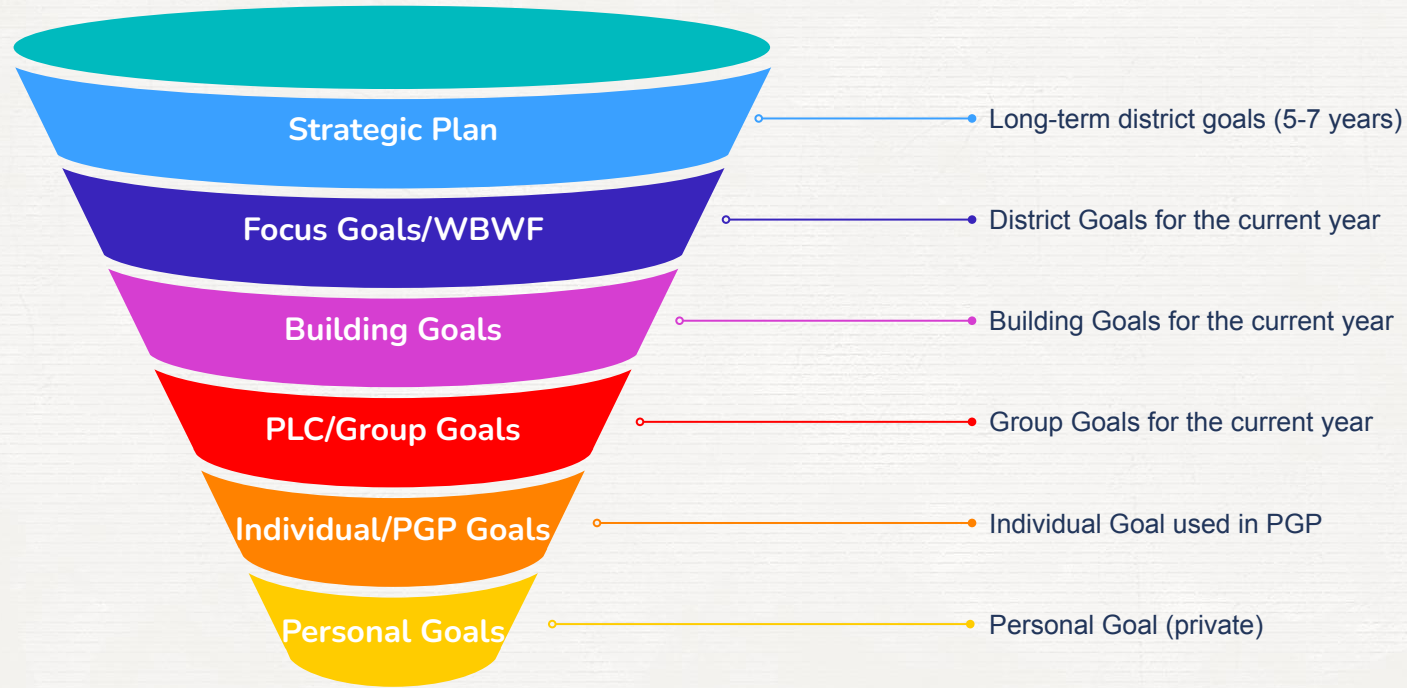 Strategic Plan
Long-term district goals (5-7 years)
Focus Goals/WBWF
District Goals for the current year
Building Goals
Building Goals for the current year
PLC/Group Goals
Group Goals for the current year
Individual/PGP Goals
Individual Goal used in PGP
Personal Goals
Personal Goal (private)